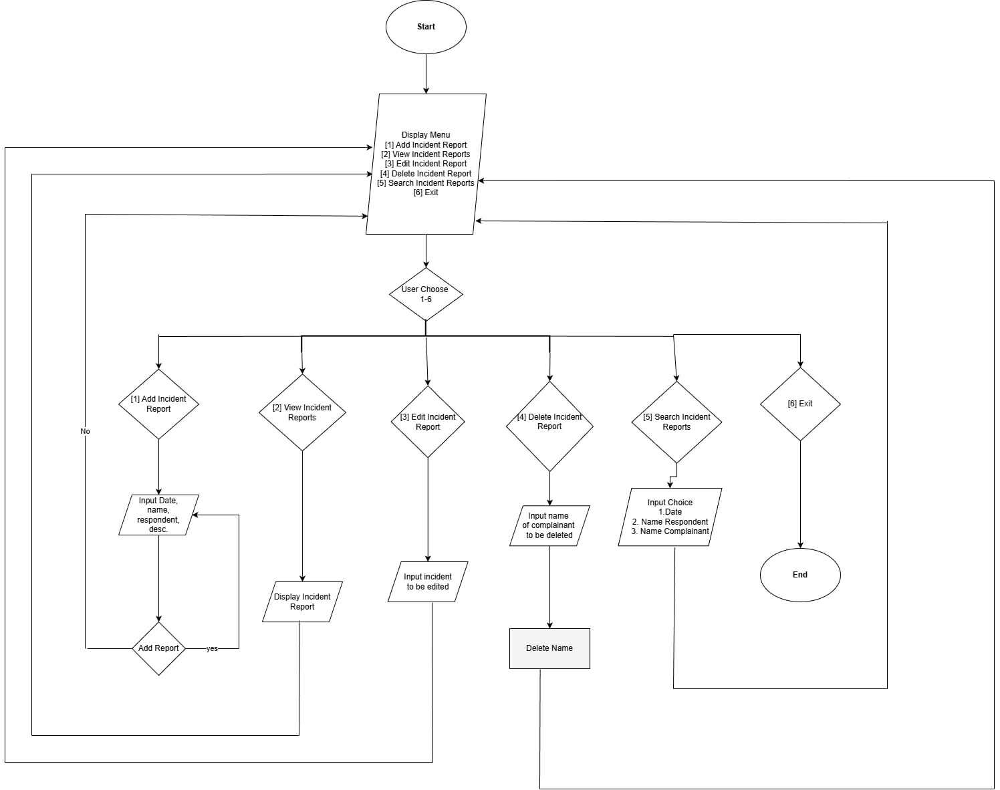 Start
Display Menu
[1] Add Incident Report
[2] View Incident Reports
[3] Edit Incident Report
[4] Delete Incident Report
[5] Search Incident Reports
[6] Exit
User Choose
1-6
[1] Add Incident
Report
[2] View Incident
Reports
[3] Edit Incident
Report
[4] Delete Incident
Report
[5] Search Incident
Reports
[6] Exit
No
Input Date,
name,
respondent,
desc.
Input name
of complainant
to be deleted
Input Choice
1.Date
2. Name Respondent
3. Name Complainant
Display Incident
Report
Input incident
to be edited
End
Add Report
yes
Delete Name